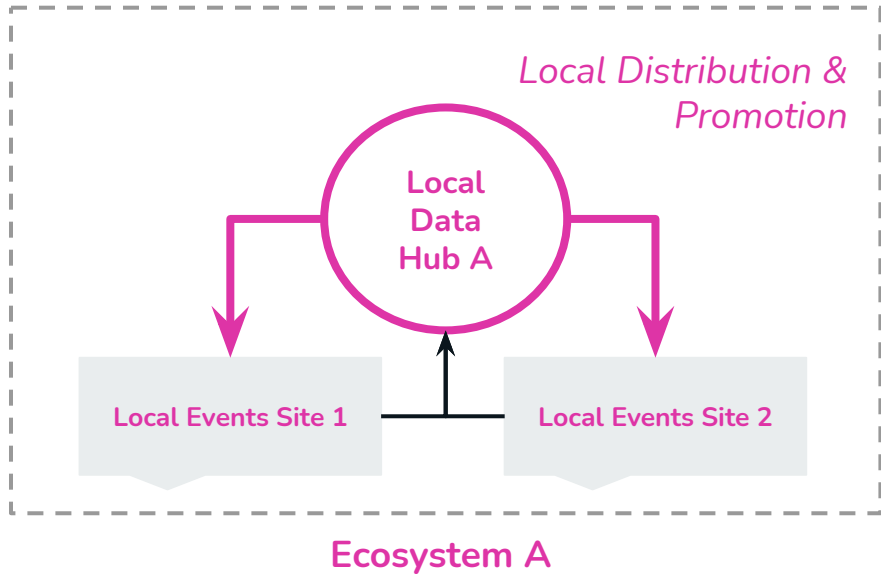 Local Distribution &
Promotion
Local
Data
Hub A
Local Events Site 1
Local Events Site 2
Ecosystem A